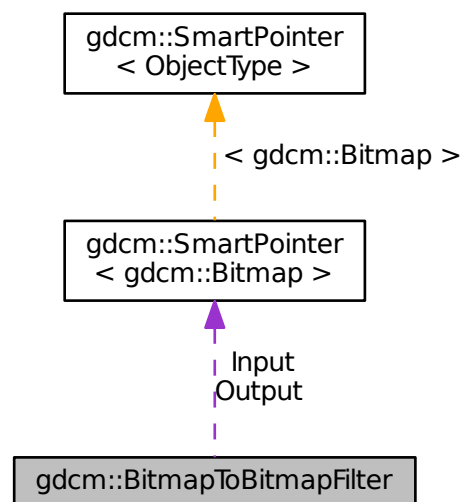 gdcm::SmartPointer
< ObjectType >
< gdcm::Bitmap >
gdcm::SmartPointer
< gdcm::Bitmap >
Input
Output
gdcm::BitmapToBitmapFilter